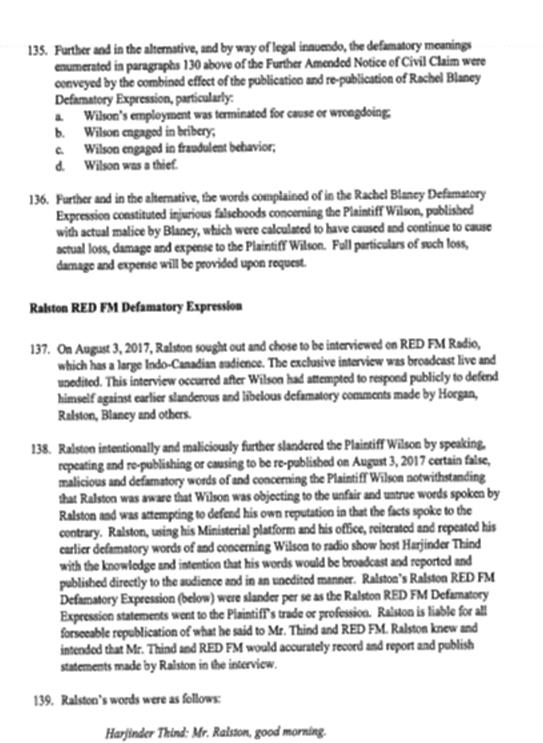 135. Further and in the alternative, and by way of legal innuendo, the defamatory meanings
enumerated in paragraphs 130 above of the Further Amended Notice of Civil Claim were
conveyed by the combined effect of the publication and re-publication of Rachel Blaney
Defamatory Expression, particularly:
a. Wilson's employment was terminated for cause or wrongdoing;
b. Wilson engaged in bribery;
c. Wilson engaged in fraudulent behavior;
d. Wilson was a thief.
136. Further and in the alternative, the words complained of in the Rachel Blaney Defamatory
Expression constituted injurious falsehoods concerning the Plaintiff Wilson, published
with actual malice by Blaney, which were calculated to have caused and continue to cause
actual loss, damage and expense to the Plaintiff Wilson. Full particulars of such loss,
damage and expense will be provided upon request.
Ralston RED FM Defamatory Expression
137. On August 3, 2017, Ralston sought out and chose to be interviewed on RED FM Radio,
which has a large Indo-Canadian audience. The exclusive interview was broadcast live and
unedited. This interview occurred after Wilson had attempted to respond publicly to defend
himself against earlier slanderous and libelous defamatory comments made by Horgan,
Ralston, Blaney and others.
138. Ralston intentionally and maliciously further slandered the Plaintiff Wilson by speaking,
repeating and re-publishing or causing to be re-published on August 3, 2017 certain false,
malicious and defamatory words of and concerning the Plaintiff Wilson notwithstanding
that Ralston was aware that Wilson was objecting to the unfair and untrue words spoken by
Ralston and was attempting to defend his own reputation in that the facts spoke to the
contrary. Ralston, using his Ministerial platform and his office, reiterated and repeated his
earlier defamatory words of and concerning Wilson to radio show host Harjinder Thind
with the knowledge and intention that his words would be broadcast and reported and
published directly to the audience and in an unedited manner. Ralston's Ralston RED FM
Defamatory Expression (below) were slander per se as the Ralston RED FM Defamatory
Expression statements went to the Plaintiff's trade or profession. Ralston is liable for all
forseeable republication of what he said to Mr. Thind and RED FM. Ralston knew and
intended that Mr. Thind and RED FM would accurately record and report and publish
statements made by Ralston in the interview.
139. Ralston's words were as follows:
Harjinder Thind: Mr. Ralston, good morning.